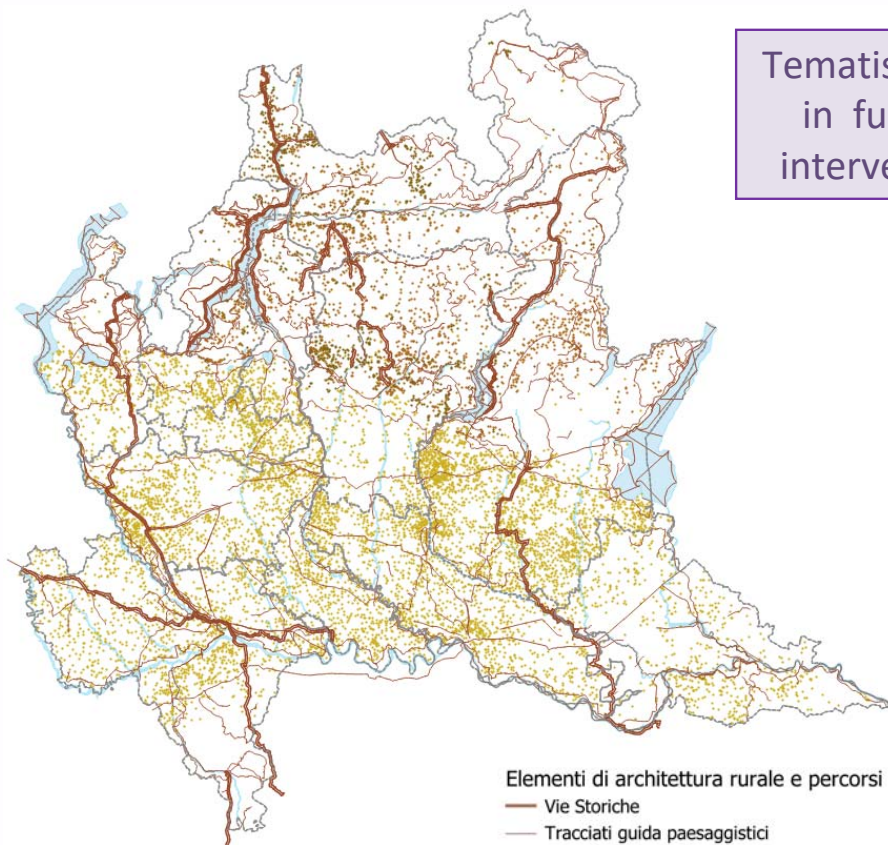 Tematis
in fu
interve
Elementi di architettura rurale e percorsi
Vie Storiche
Tracciati guida paesaggistici